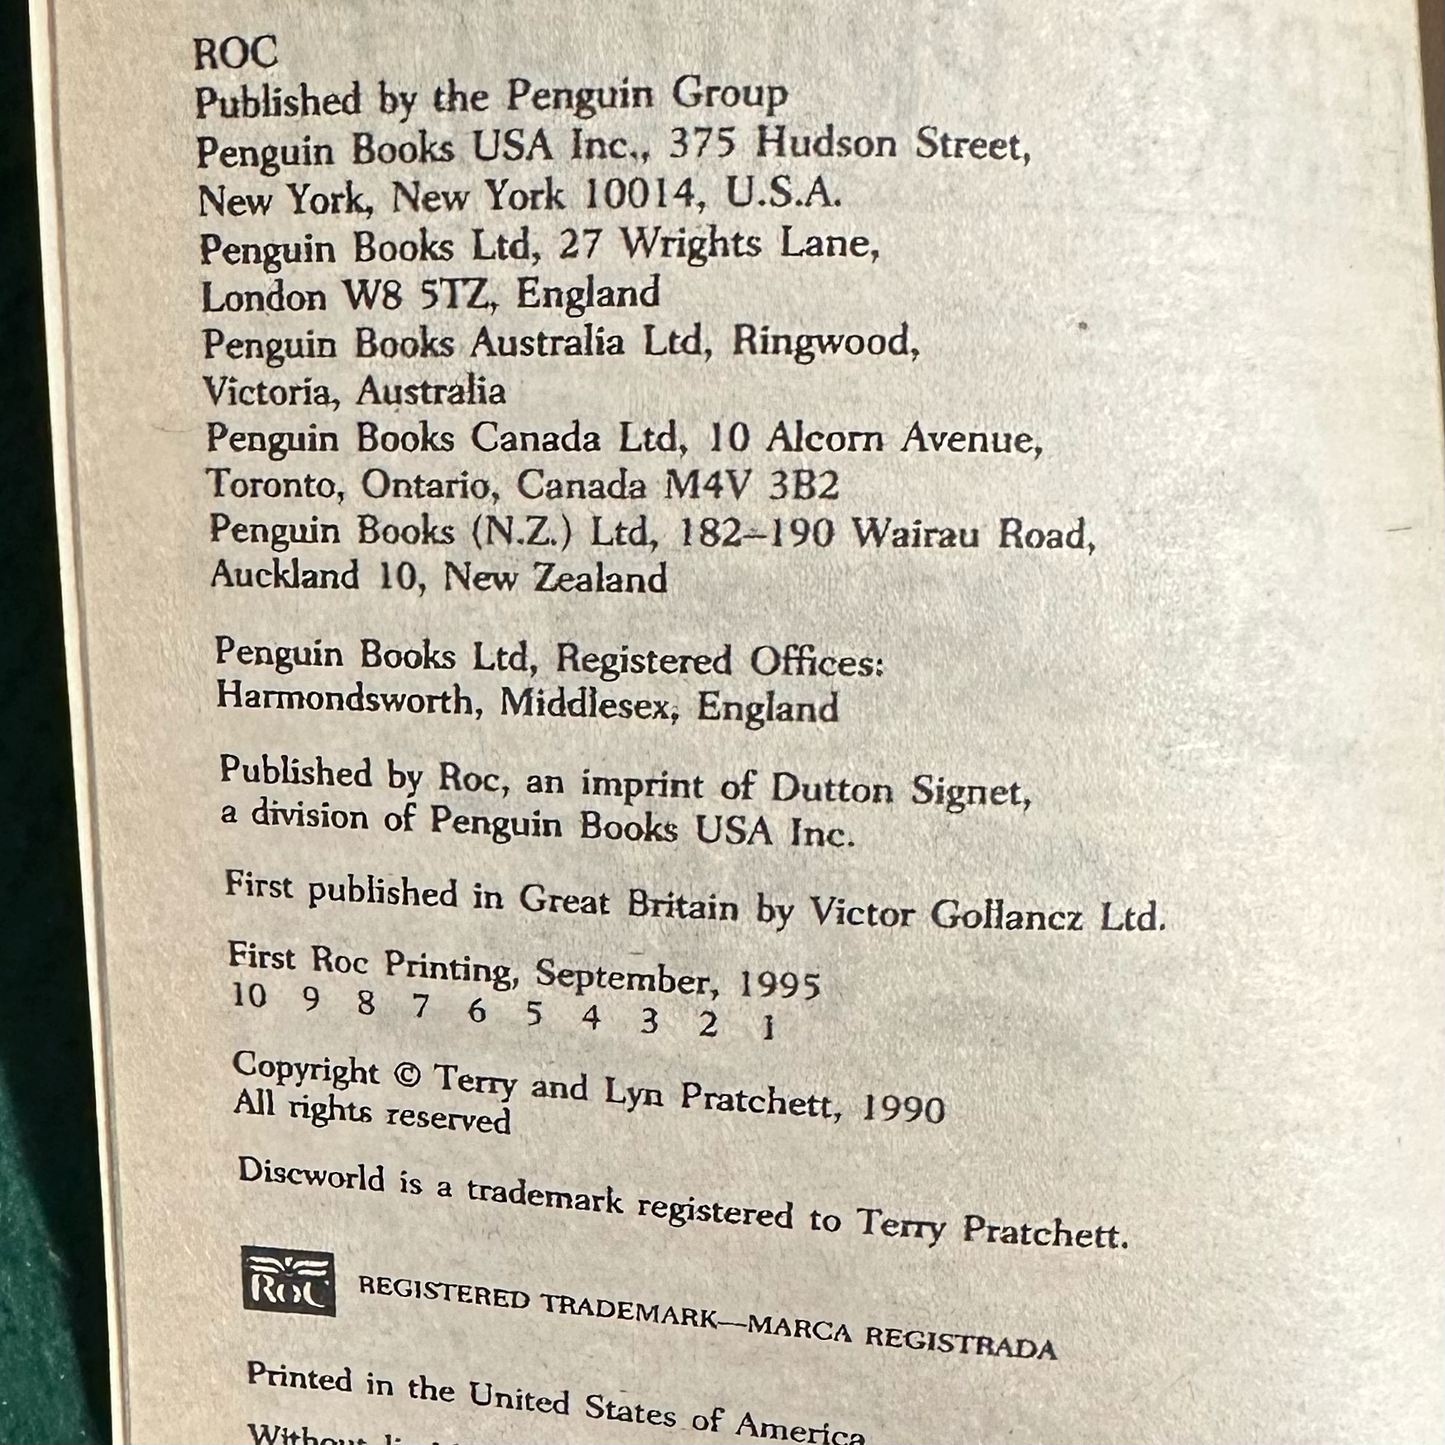 ROC
Published by the Penguin Group
Penguin Books USA Inc., 375 Hudson Street,
New York, New York 10014, U.S.A.
Penguin Books Ltd, 27 Wrights Lane,
London W8 5TZ, England
Penguin Books Australia Ltd, Ringwood,
Victoria, Australia
Penguin Books Canada Ltd, 10 Alcorn Avenue,
Toronto, Ontario, Canada M4V 3B2
Penguin Books (N.Z.) Ltd, 182–190 Wairau Road,
Auckland 10, New Zealand
Penguin Books Ltd, Registered Offices:
Harmondsworth, Middlesex, England
Published by Roc, an imprint of Dutton Signet,
a division of Penguin Books USA Inc.
First published in Great Britain by Victor Gollancz Ltd.
First Roc Printing, September, 1995
10 9 8 7 6 5 4 3 2 1
Copyright © Terry and Lyn Pratchett, 1990
All rights reserved
Discworld is a trademark registered to Terry Pratchett.
ROC REGISTERED TRADEMARK—MARCA REGISTRADA
Printed in the United States of America
Without